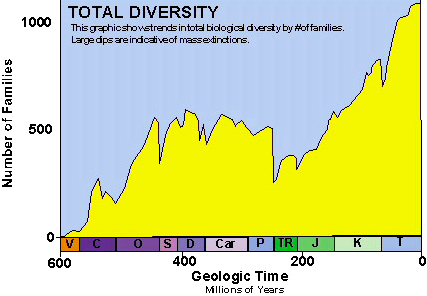 TOTAL DIVERSITY
This graphic shows trends in total biological diversity by # of families.
Large dips are indicative of mass extinctions.
Number of Families
1000
500
0
V C O S D Car P TR J K T
600 400 200 0
Geologic Time
Millions of Years